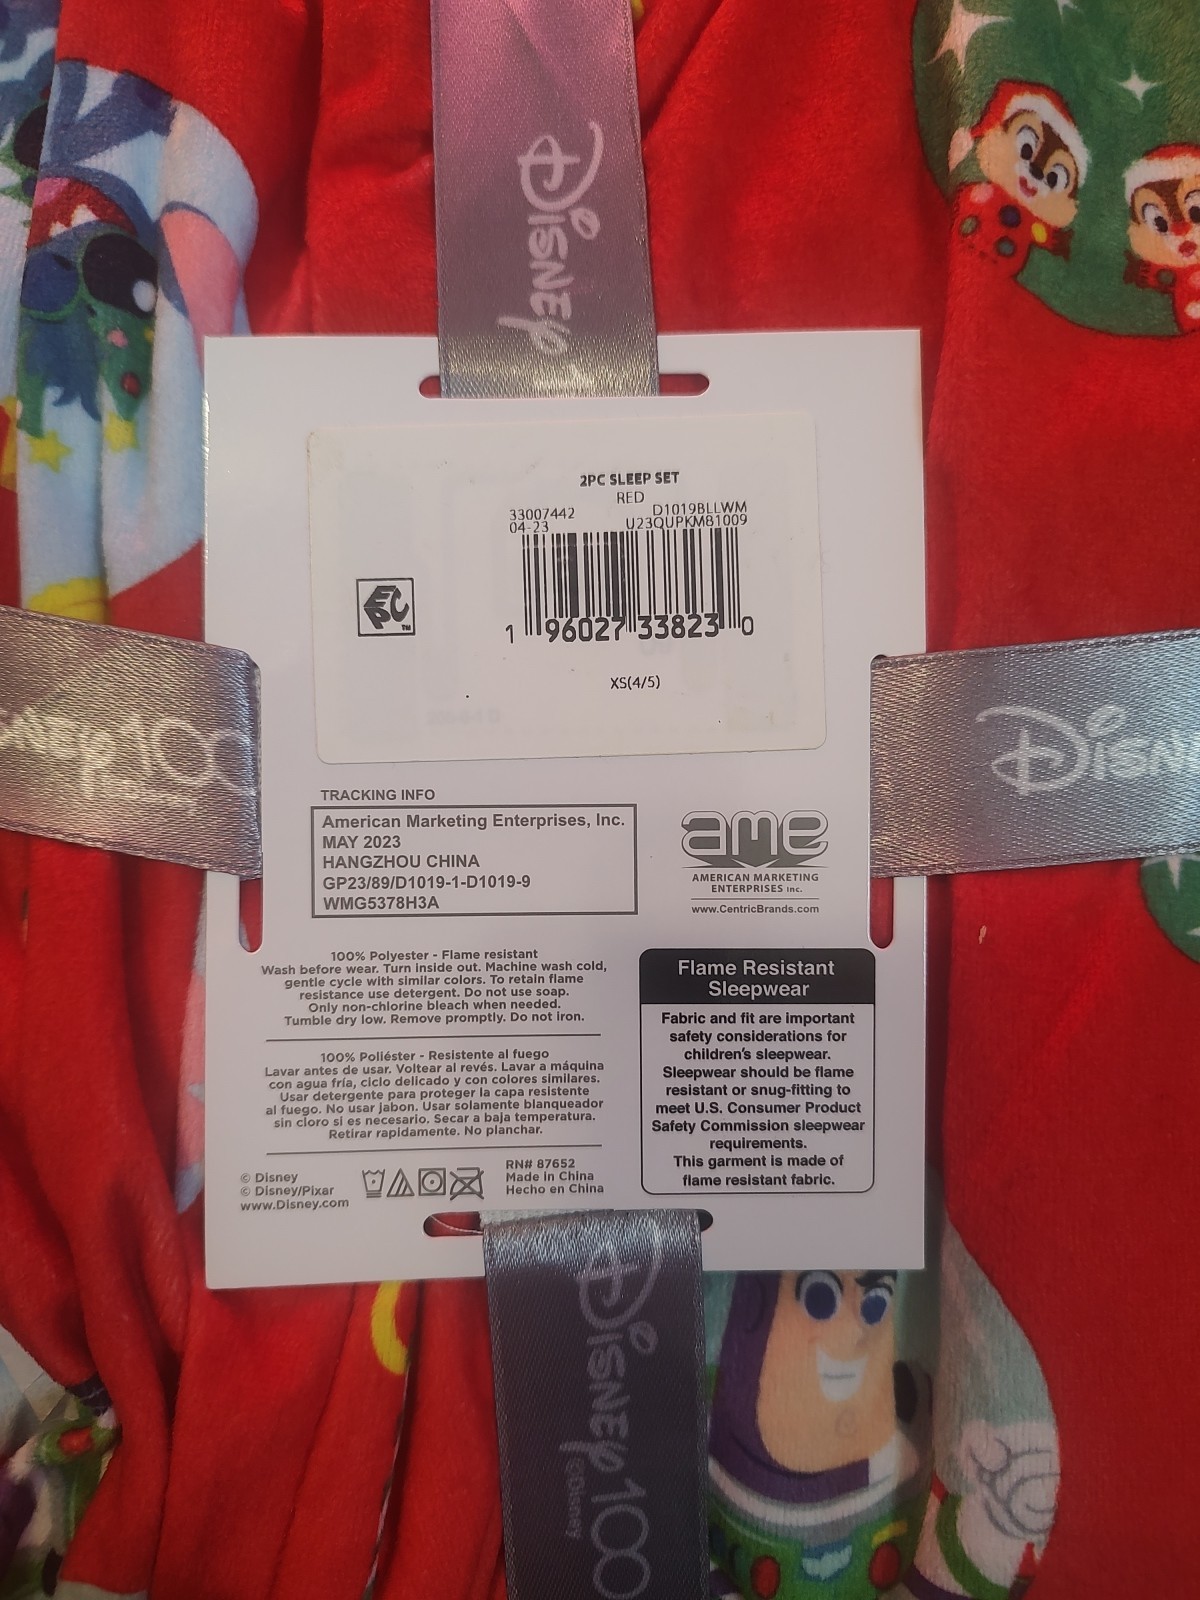 Disney 1
2PC SLEEP SET
RED
33007442 D1019BLLWM
04-23 U23QUPKM81009
EPC™
1 96027 33823 0
XS(4/5)
100
Disn
TRACKING INFO
American Marketing Enterprises, Inc.
MAY 2023
HANGZHOU CHINA
GP23/89/D1019-1-D1019-9
WMG5378H3A
ame
AMERICAN MARKETING
ENTERPRISES Inc.
www.CentricBrands.com
100% Polyester - Flame resistant
Wash before wear. Turn inside out. Machine wash cold,
gentle cycle with similar colors. To retain flame
resistance use detergent. Do not use soap.
Only non-chlorine bleach when needed.
Tumble dry low. Remove promptly. Do not iron.
100% Poliéster - Resistente al fuego
Lavar antes de usar. Voltear al revés. Lavar a máquina
con agua fría, ciclo delicado y con colores similares.
Usar detergente para proteger la capa resistente
al fuego. No usar jabon. Usar solamente blanqueador
sin cloro si es necesario. Secar a baja temperatura.
Retirar rapidamente. No planchar.
Flame Resistant
Sleepwear
Fabric and fit are important
safety considerations for
children's sleepwear.
Sleepwear should be flame
resistant or snug-fitting to
meet U.S. Consumer Product
Safety Commission sleepwear
requirements.
This garment is made of
flame resistant fabric.
© Disney
© Disney/Pixar
www.Disney.com
RN# 87652
Made in China
Hecho en China
Disney100
©Disney